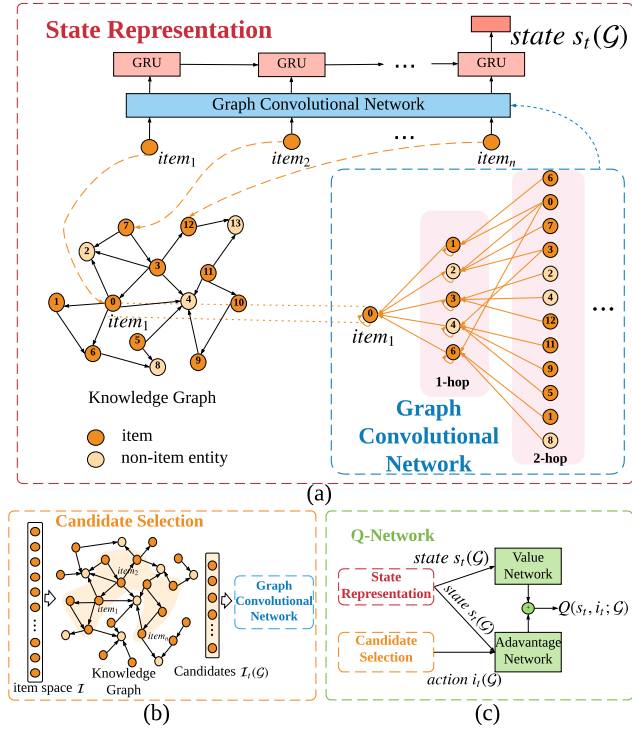 State Representation
state s_t(𝒢)
GRU
GRU
...
GRU
Graph Convolutional Network
item_1
item_2
...
item_n
7
12
13
2
3
11
1
0
4
10
item_1
5
6
8
9
Knowledge Graph
item
non-item entity
0
item_1
1
2
3
4
6
1-hop
6
0
7
3
2
4
12
11
9
5
1
8
2-hop
...
Graph
Convolutional
Network
(a)
Candidate Selection
item_2
item_1
item_n
item space ℐ
Knowledge
Graph
Candidates ℐ_t(𝒢)
Graph
Convolutional
Network
(b)
Q-Network
state s_t(𝒢)
State
Representation
state s_t(𝒢)
Value
Network
+
Q(s_t, i_t; 𝒢)
Candidate
Selection
Adavantage
Network
action i_t(𝒢)
(c)